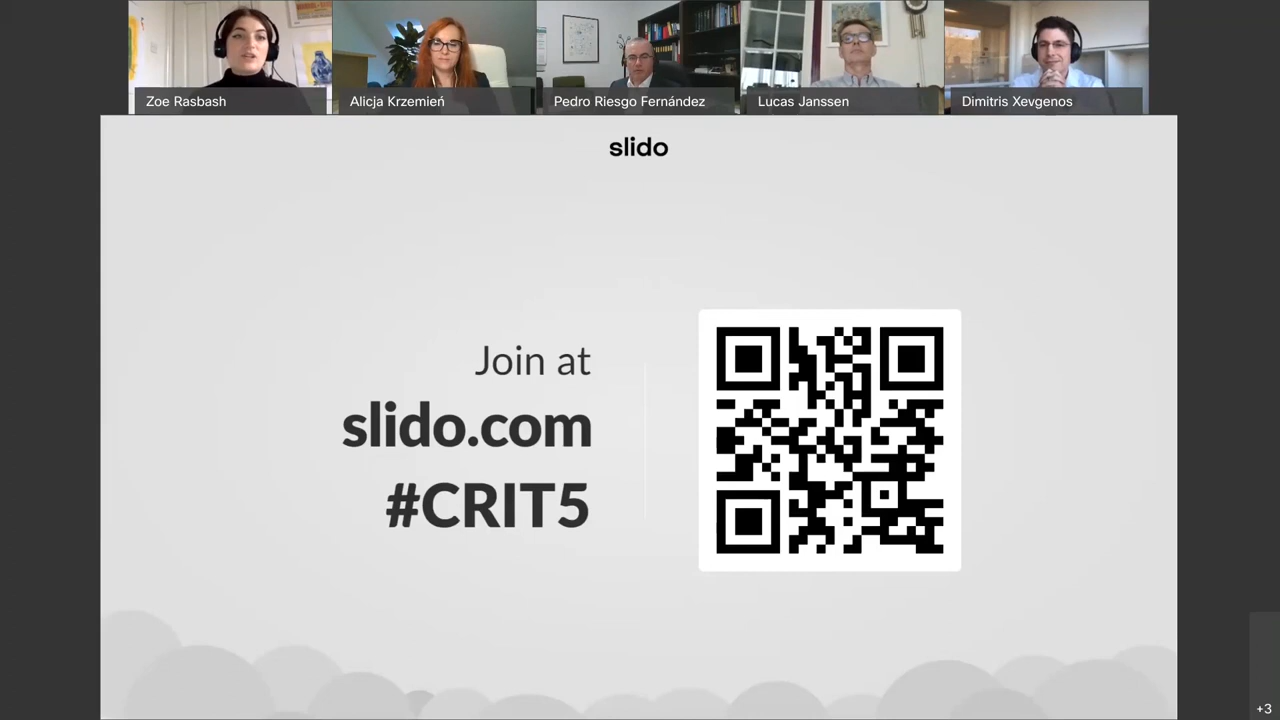 Zoe Rasbash
Alicja Krzemień
Pedro Riesgo Fernández
Lucas Janssen
Dimitris Xevgenos
slido
Join at
slido.com
#CRIT5
+3